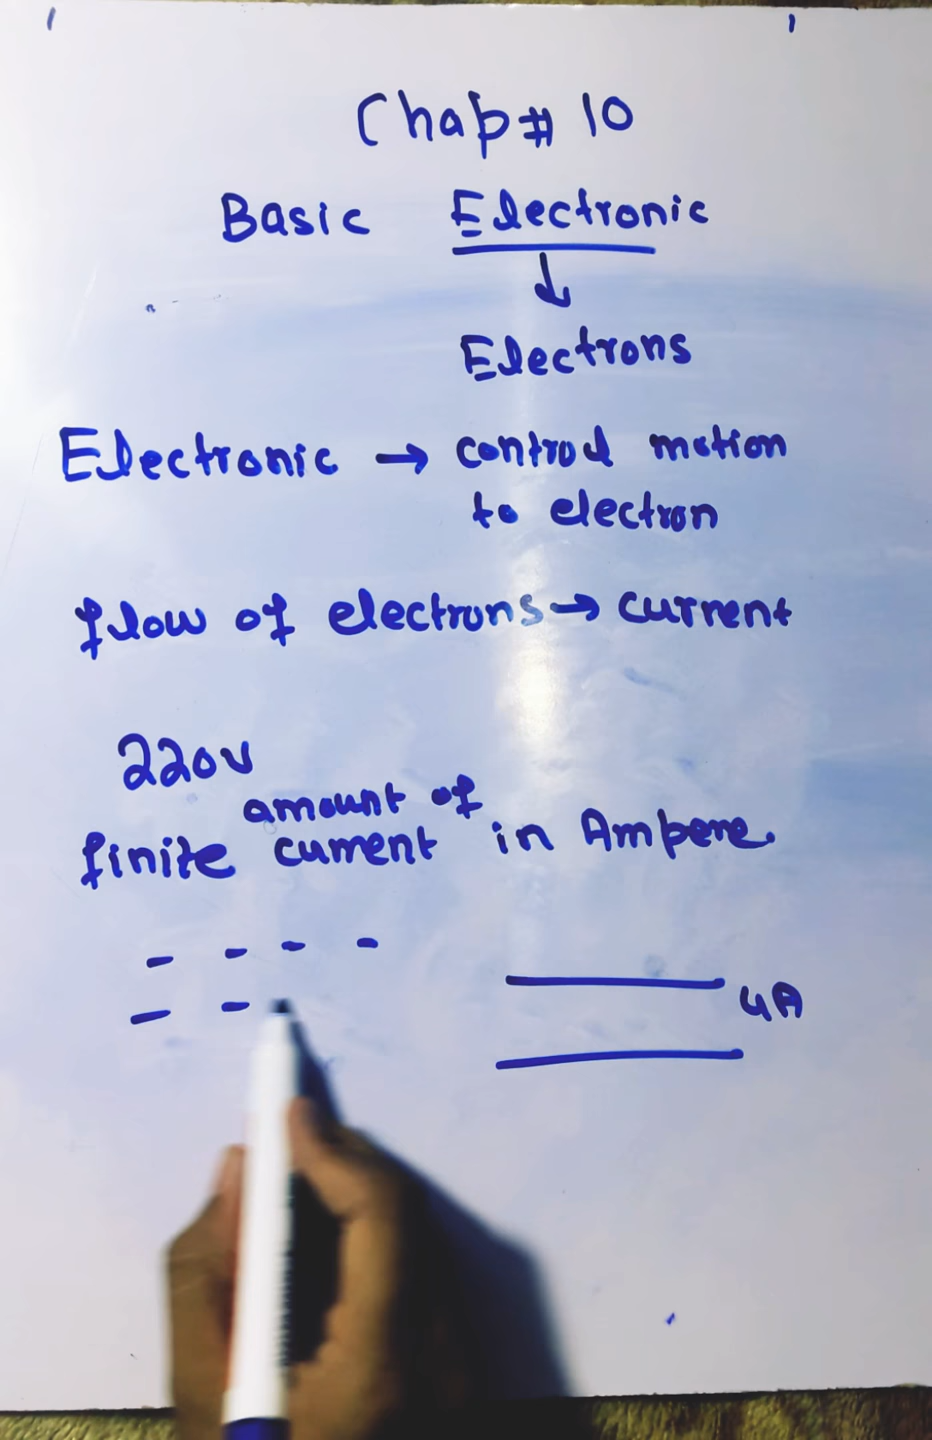 Chap # 10
Basic Electronic
↓
Electrons
Electronic → control motion
to electron
flow of electrons → current
220v
amount of
finite current in Ampere
- - - -
4A
- -